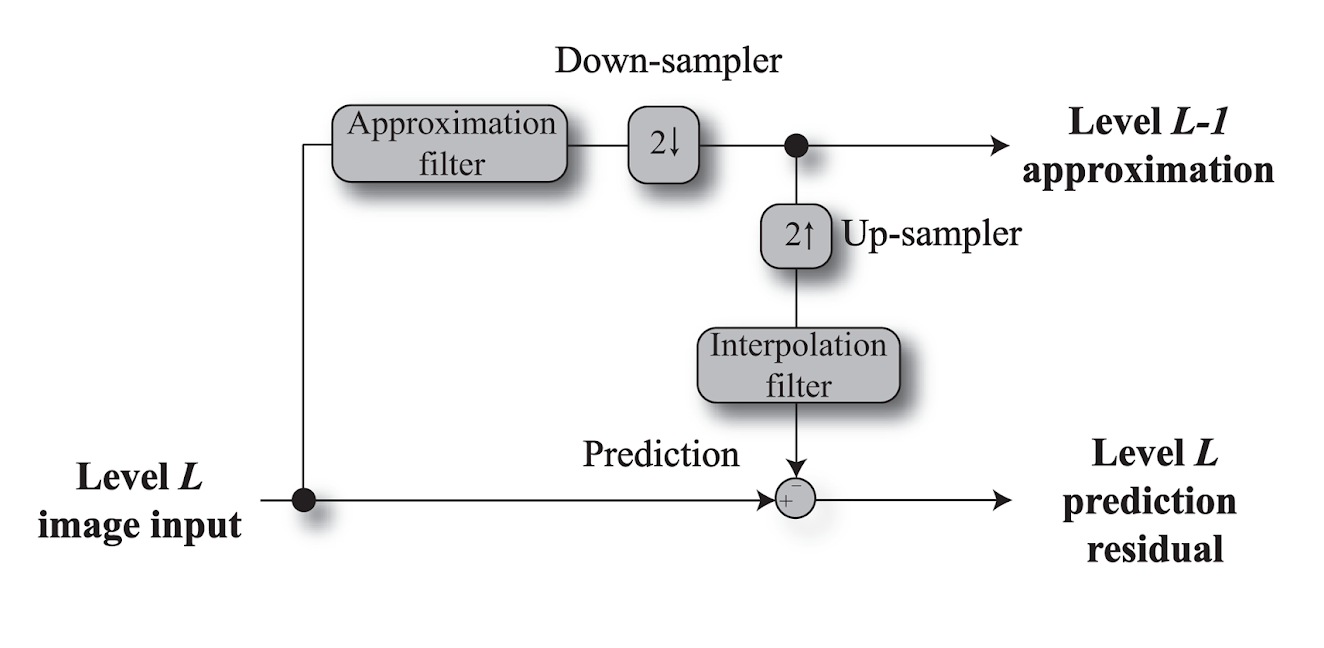 Down-sampler
Approximation
filter
2↓
Level L-1
approximation
2↑
Up-sampler
Interpolation
filter
Prediction
−
+
Level L
image input
Level L
prediction
residual